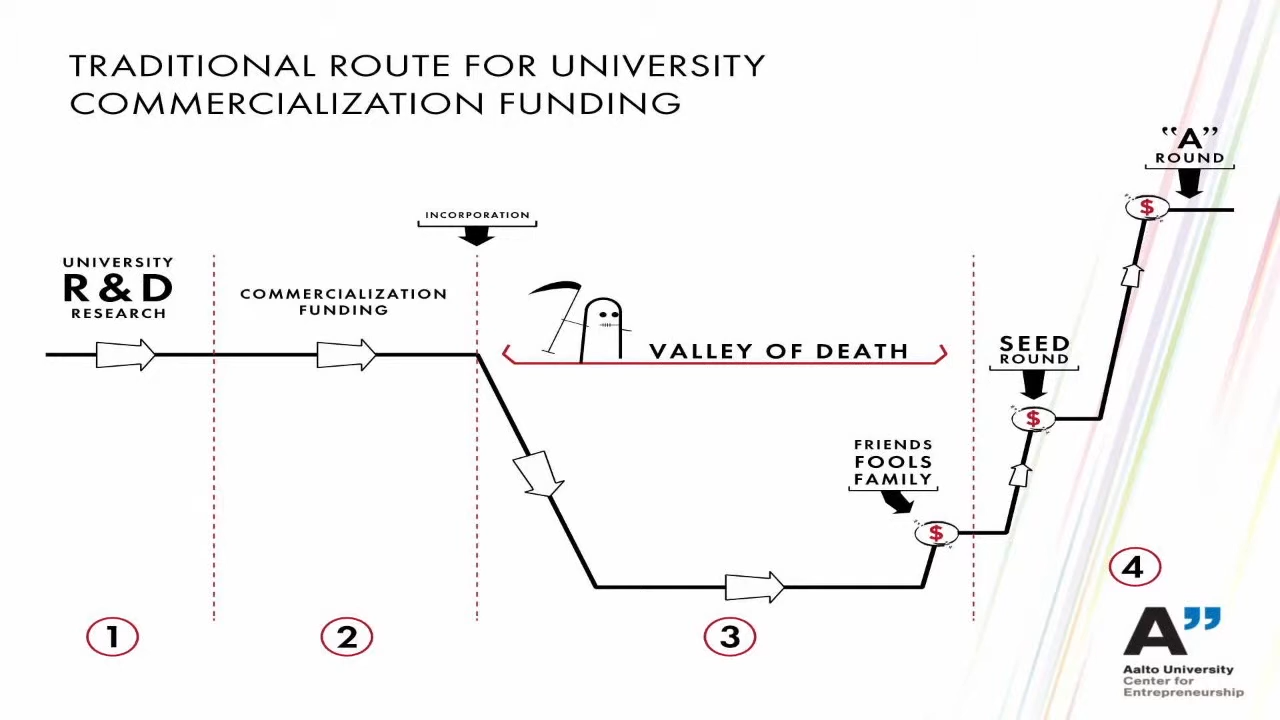 TRADITIONAL ROUTE FOR UNIVERSITY
COMMERCIALIZATION FUNDING
"A"
ROUND
$
INCORPORATION
UNIVERSITY
R & D
RESEARCH
COMMERCIALIZATION
FUNDING
VALLEY OF DEATH
SEED
ROUND
$
FRIENDS
FOOLS
FAMILY
$
1
2
3
4
A”
Aalto University
Center for
Entrepreneurship